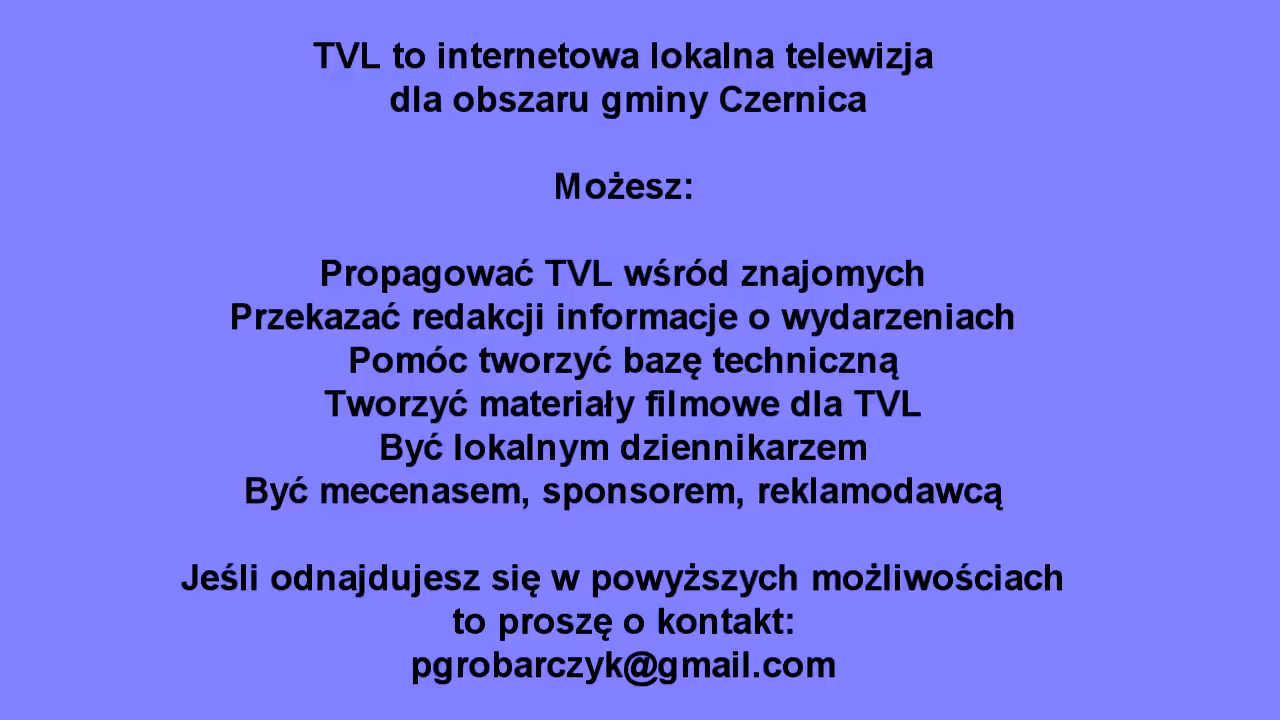 TVL to internetowa lokalna telewizja
dla obszaru gminy Czernica
Możesz:
Propagować TVL wśród znajomych
Przekazać redakcji informacje o wydarzeniach
Pomóc tworzyć bazę techniczną
Tworzyć materiały filmowe dla TVL
Być lokalnym dziennikarzem
Być mecenasem, sponsorem, reklamodawcą
Jeśli odnajdujesz się w powyższych możliwościach
to proszę o kontakt:
pgrobarczyk@gmail.com